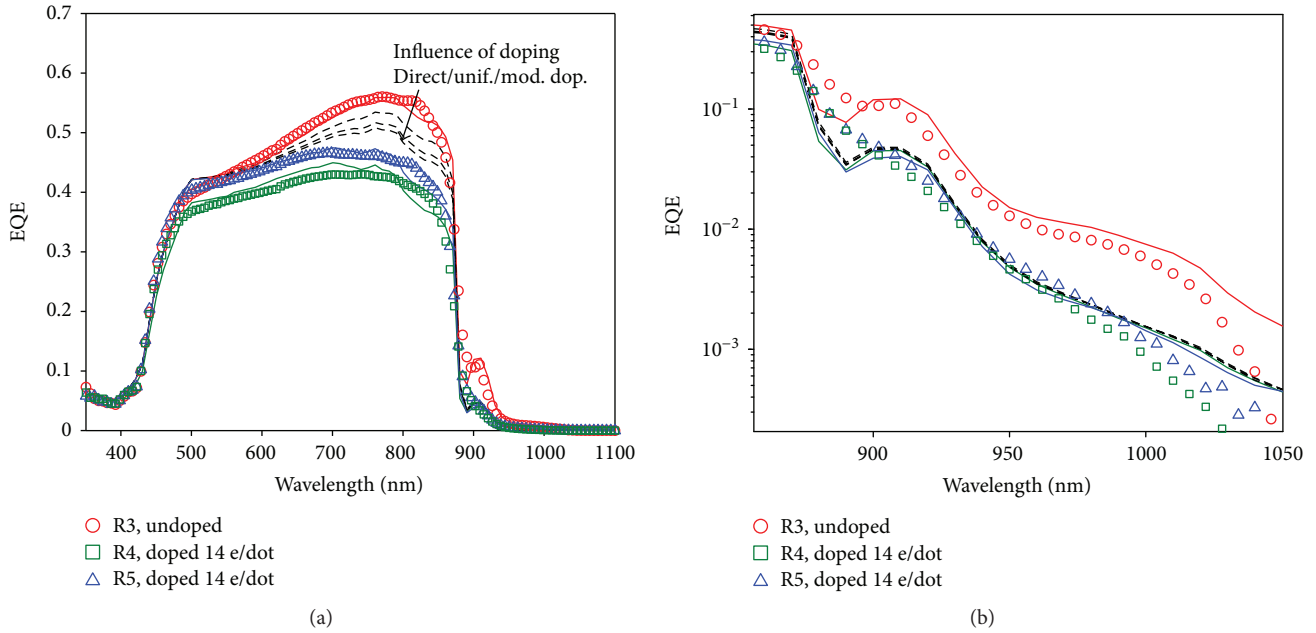 0.7
0.6
0.5
0.4
0.3
0.2
0.1
0
EQE
Influence of doping
Direct/unif./mod. dop.
400 500 600 700 800 900 1000 1100
Wavelength (nm)
R3, undoped
R4, doped 14 e/dot
R5, doped 14 e/dot
(a)
10⁻¹
10⁻²
10⁻³
EQE
900 950 1000 1050
Wavelength (nm)
R3, undoped
R4, doped 14 e/dot
R5, doped 14 e/dot
(b)